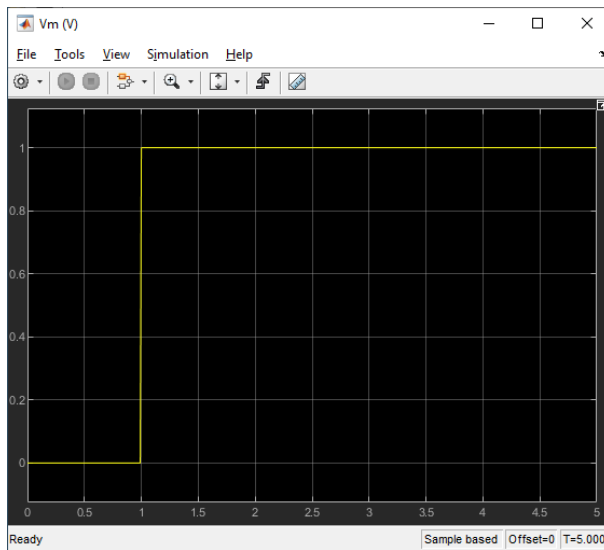 Vm (V)
File Tools View Simulation Help
1
0.8
0.6
0.4
0.2
0
0 0.5 1 1.5 2 2.5 3 3.5 4 4.5 5
Ready Sample based Offset=0 T=5.000